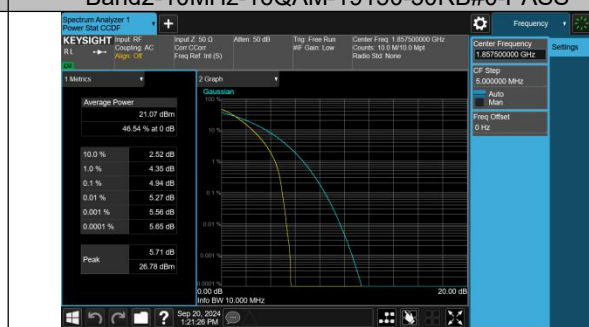 Spectrum Analyzer 1
Power Stat CCDF
+
Frequency
KEYSIGHT
Input: RF
Coupling: AC
Align: Off
Input Z: 50 Ω
Corr CCorr
Freq Ref: Int (S)
Atten: 50 dB
Trig: Free Run
#IF Gain: Low
Center Freq: 1.857500000 GHz
Counts: 10.0 M/10.0 Mpt
Radio Std: None
Center Frequency
1.857500000 GHz
Settings
CF Step
5.000000 MHz
Auto
Man
Freq Offset
0 Hz
1 Metrics
2 Graph
Average Power
21.07 dBm
46.54 % at 0 dB
10.0 % 2.52 dB
1.0 % 4.35 dB
0.1 % 4.94 dB
0.01 % 5.27 dB
0.001 % 5.56 dB
0.0001 % 5.65 dB
Peak
5.71 dB
26.78 dBm
Gaussian
100 %
10 %
1 %
0.1 %
0.01 %
0.001 %
0.0001 %
0.00 dB
20.00 dB
Info BW 10.000 MHz
?
Sep 20, 2024
1:21:26 PM